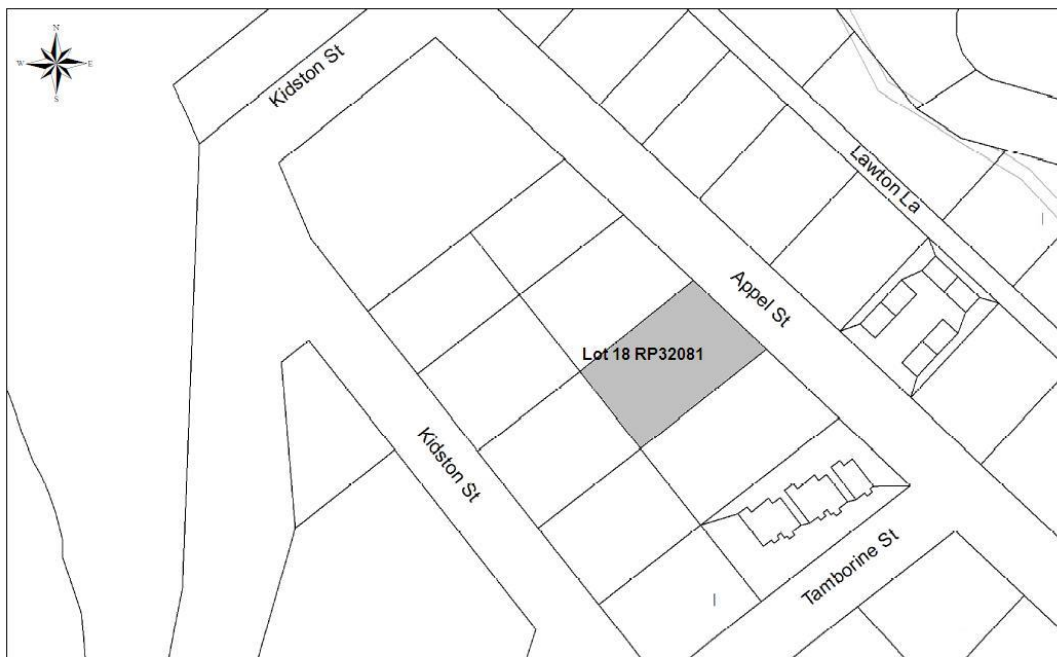 N
W E
S
Kidston St
Lawton La
Appel St
Lot 18 RP32081
Kidston St
Tamborine St